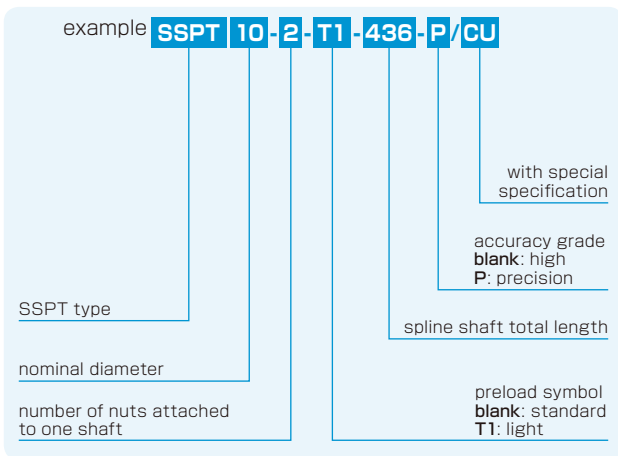 example SSPT 10 - 2 - T1 - 436 - P / CU
with special
specification
accuracy grade
blank: high
P: precision
SSPT type
spline shaft total length
nominal diameter
preload symbol
blank: standard
T1: light
number of nuts attached
to one shaft